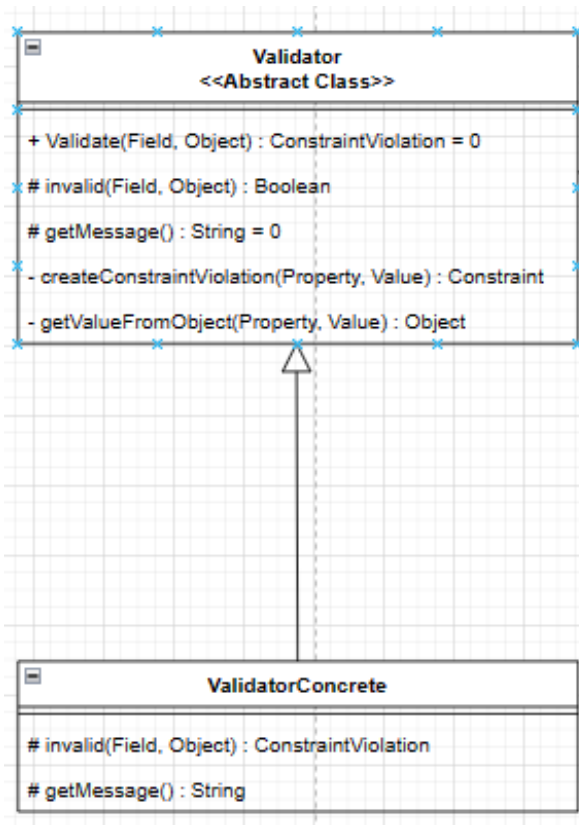 Validator
<<Abstract Class>>
+ Validate(Field, Object) : ConstraintViolation = 0
# invalid(Field, Object) : Boolean
# getMessage() : String = 0
- createConstraintViolation(Property, Value) : Constraint
- getValueFromObject(Property, Value) : Object
ValidatorConcrete
# invalid(Field, Object) : ConstraintViolation
# getMessage() : String